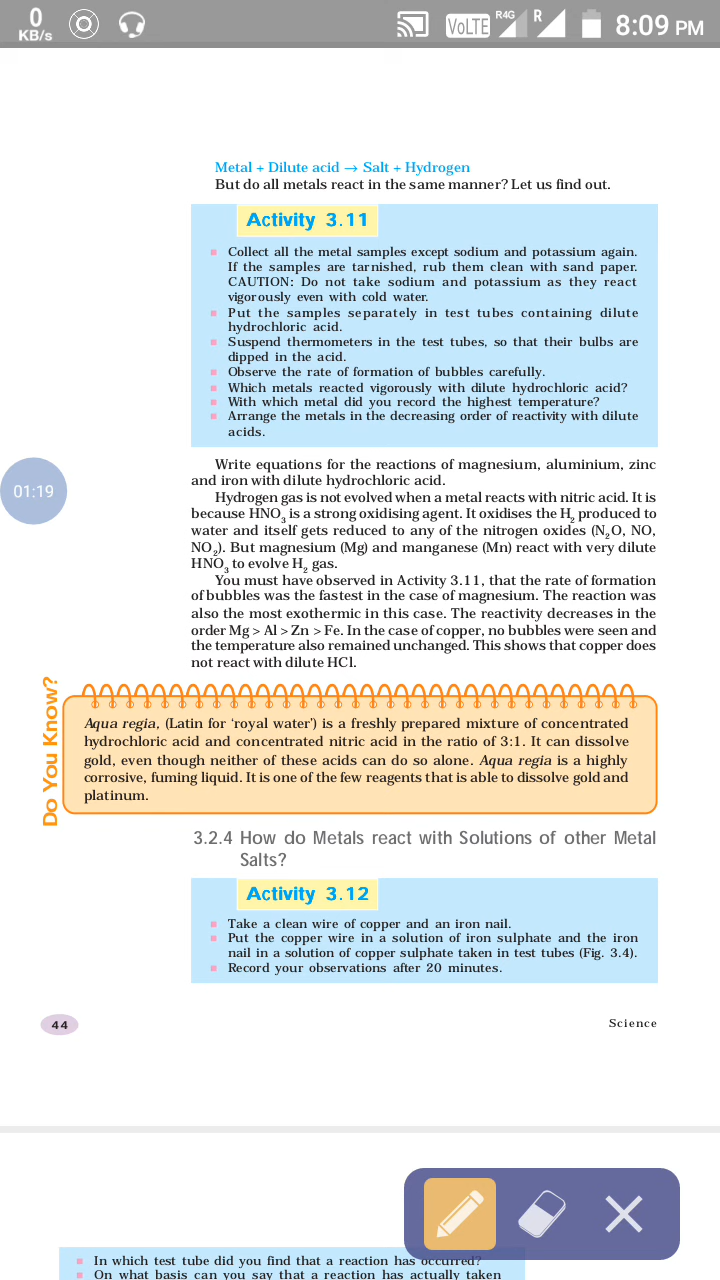 0
KB/s
VoLTE
R4G
R
8:09 PM
Metal + Dilute acid → Salt + Hydrogen
But do all metals react in the same manner? Let us find out.
Activity 3.11
Collect all the metal samples except sodium and potassium again.
If the samples are tarnished, rub them clean with sand paper.
CAUTION: Do not take sodium and potassium as they react
vigorously even with cold water.
Put the samples separately in test tubes containing dilute
hydrochloric acid.
Suspend thermometers in the test tubes, so that their bulbs are
dipped in the acid.
Observe the rate of formation of bubbles carefully.
Which metals reacted vigorously with dilute hydrochloric acid?
With which metal did you record the highest temperature?
Arrange the metals in the decreasing order of reactivity with dilute
acids.
01:19
Write equations for the reactions of magnesium, aluminium, zinc
and iron with dilute hydrochloric acid.
Hydrogen gas is not evolved when a metal reacts with nitric acid. It is
because HNO₃ is a strong oxidising agent. It oxidises the H₂ produced to
water and itself gets reduced to any of the nitrogen oxides (N₂O, NO,
NO₂). But magnesium (Mg) and manganese (Mn) react with very dilute
HNO₃ to evolve H₂ gas.
You must have observed in Activity 3.11, that the rate of formation
of bubbles was the fastest in the case of magnesium. The reaction was
also the most exothermic in this case. The reactivity decreases in the
order Mg > Al > Zn > Fe. In the case of copper, no bubbles were seen and
the temperature also remained unchanged. This shows that copper does
not react with dilute HCl.
Do You Know?
Aqua regia, (Latin for ‘royal water’) is a freshly prepared mixture of concentrated
hydrochloric acid and concentrated nitric acid in the ratio of 3:1. It can dissolve
gold, even though neither of these acids can do so alone. Aqua regia is a highly
corrosive, fuming liquid. It is one of the few reagents that is able to dissolve gold and
platinum.
3.2.4 How do Metals react with Solutions of other Metal
Salts?
Activity 3.12
Take a clean wire of copper and an iron nail.
Put the copper wire in a solution of iron sulphate and the iron
nail in a solution of copper sulphate taken in test tubes (Fig. 3.4).
Record your observations after 20 minutes.
44
Science
In which test tube did you find that a reaction has occurred?
On what basis can you say that a reaction has actually taken